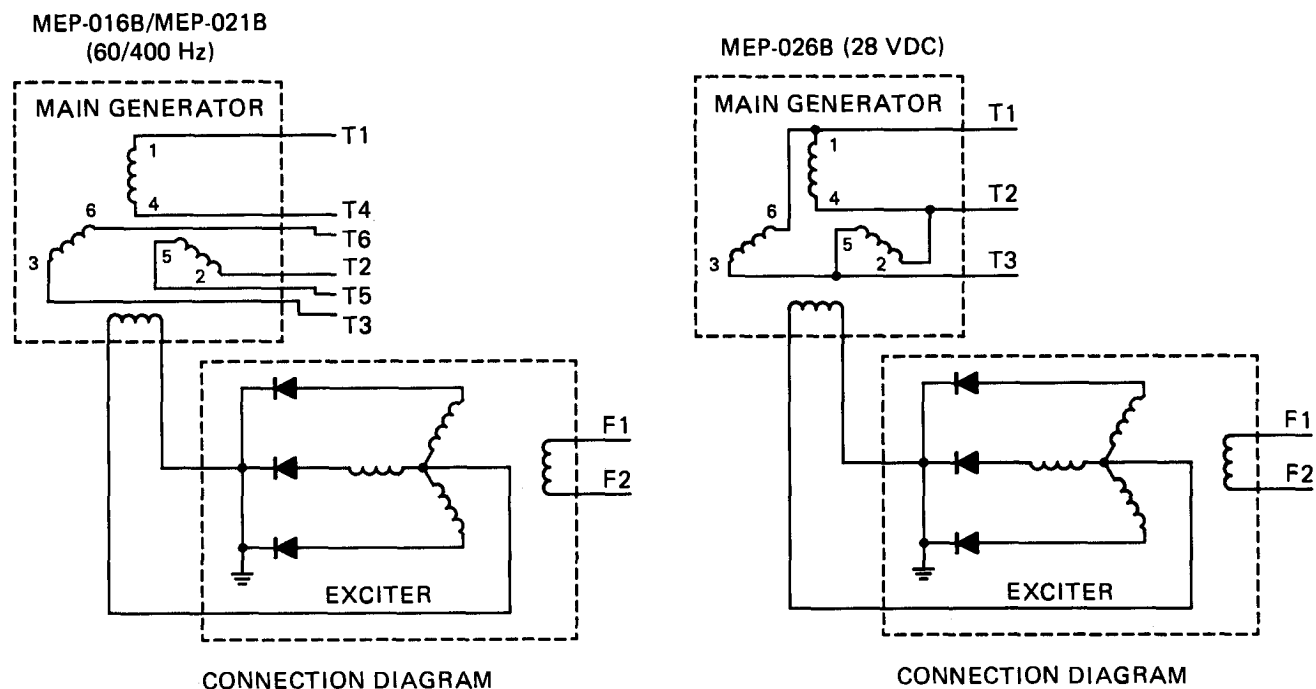 MEP-016B/MEP-021B
(60/400 Hz)
MAIN GENERATOR
1
T1
4
T4
6
T6
3
5
2
T2
T5
T3
F1
F2
EXCITER
CONNECTION DIAGRAM
MEP-026B (28 VDC)
MAIN GENERATOR
T1
1
4
T2
6
5
3
2
T3
F1
F2
EXCITER
CONNECTION DIAGRAM